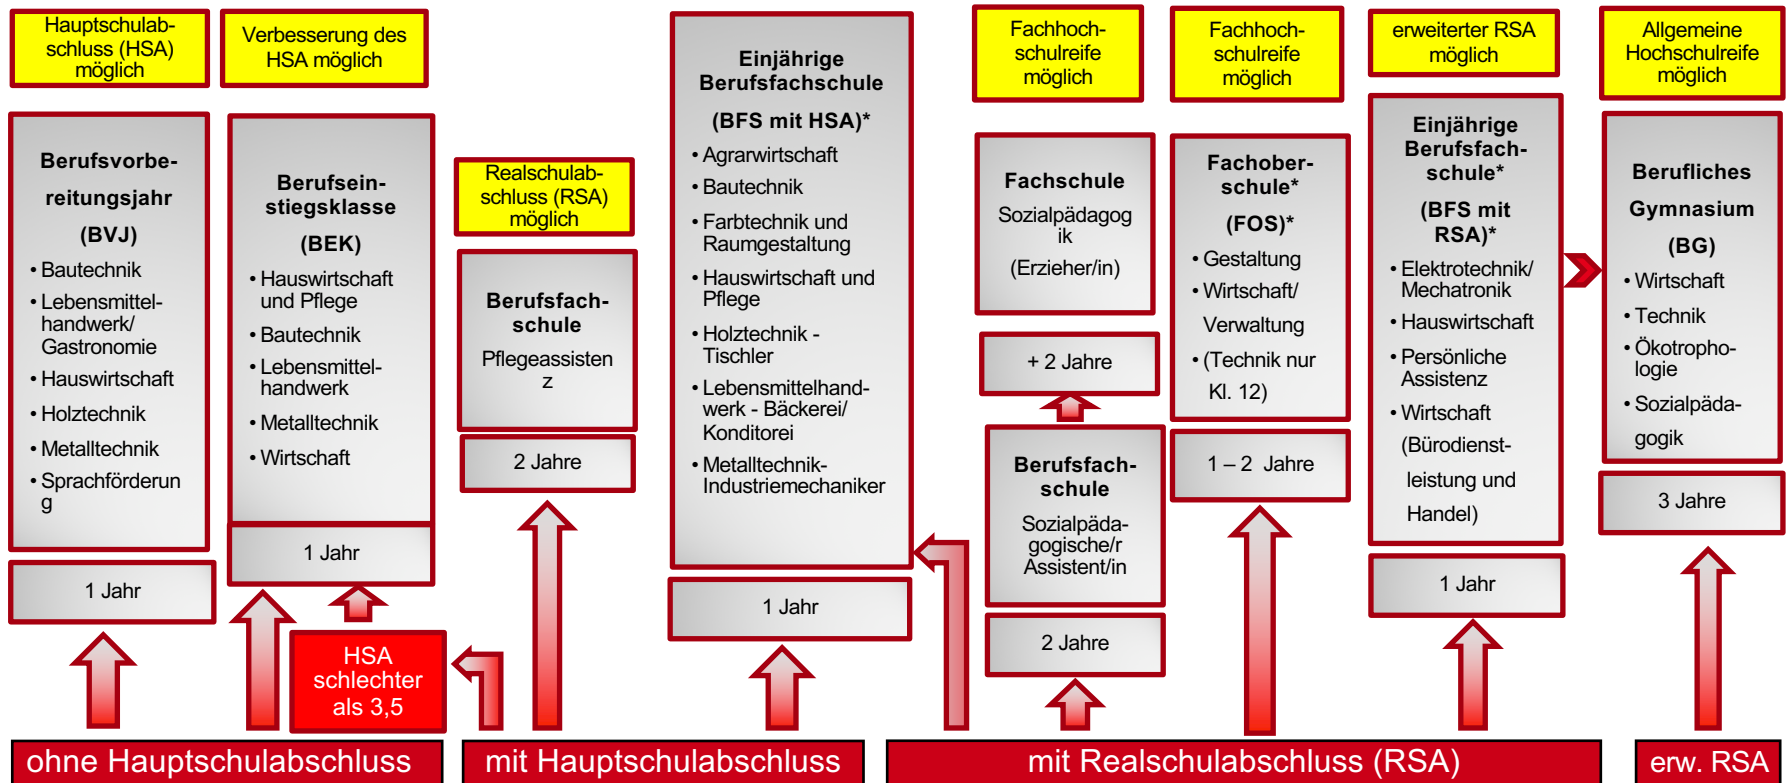 Hauptschulab-
schluss (HSA)
möglich
Berufsvorbe-
reitungsjahr
(BVJ)
• Bautechnik
• Lebensmittel-
handwerk/
Gastronomie
• Hauswirtschaft
• Holztechnik
• Metalltechnik
• Sprachförderun
g
1 Jahr
Verbesserung des
HSA möglich
Berufsein-
stiegsklasse
(BEK)
• Hauswirtschaft
und Pflege
• Bautechnik
• Lebensmittel-
handwerk
• Metalltechnik
• Wirtschaft
1 Jahr
HSA
schlechter
als 3,5
Realschulab-
schluss (RSA)
möglich
Berufsfach-
schule
Pflegeassisten
z
2 Jahre
Einjährige
Berufsfachschule
(BFS mit HSA)*
• Agrarwirtschaft
• Bautechnik
• Farbtechnik und
Raumgestaltung
• Hauswirtschaft und
Pflege
• Holztechnik -
Tischler
• Lebensmittelhand-
werk - Bäckerei/
Konditorei
• Metalltechnik-
Industriemechaniker
1 Jahr
Fachhoch-
schulreife
möglich
Fachschule
Sozialpädagog
ik
(Erzieher/in)
+ 2 Jahre
Berufsfach-
schule
Sozialpäda-
gogische/r
Assistent/in
2 Jahre
Fachhoch-
schulreife
möglich
Fachober-
schule*
(FOS)*
• Gestaltung
• Wirtschaft/
Verwaltung
• (Technik nur
Kl. 12)
1 – 2 Jahre
erweiterter RSA
möglich
Einjährige
Berufsfach-
schule*
(BFS mit
RSA)*
• Elektrotechnik/
Mechatronik
• Hauswirtschaft
• Persönliche
Assistenz
• Wirtschaft
(Bürodienst-
leistung und
Handel)
1 Jahr
Allgemeine
Hochschulreife
möglich
Berufliches
Gymnasium
(BG)
• Wirtschaft
• Technik
• Ökotropho-
logie
• Sozialpäda-
gogik
3 Jahre
ohne Hauptschulabschluss
mit Hauptschulabschluss
mit Realschulabschluss (RSA)
erw. RSA